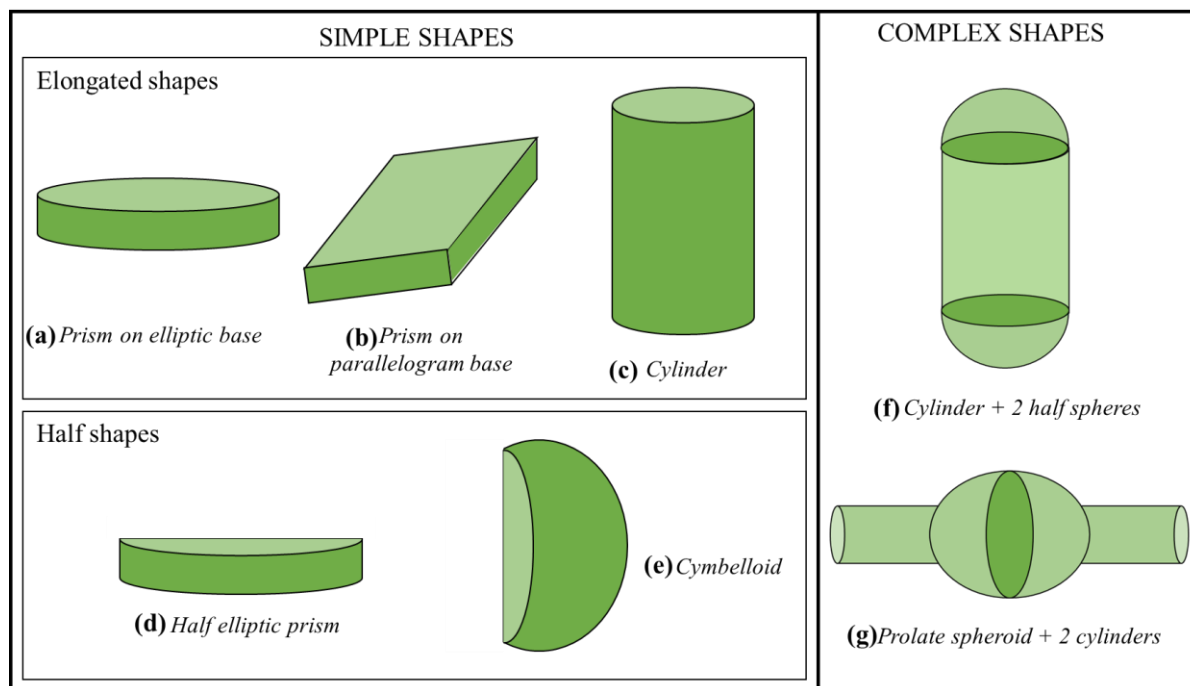 SIMPLE SHAPES
Elongated shapes
(a) Prism on elliptic base
(b) Prism on
parallelogram base
(c) Cylinder
Half shapes
(d) Half elliptic prism
(e) Cymbelloid
COMPLEX SHAPES
(f) Cylinder + 2 half spheres
(g) Prolate spheroid + 2 cylinders